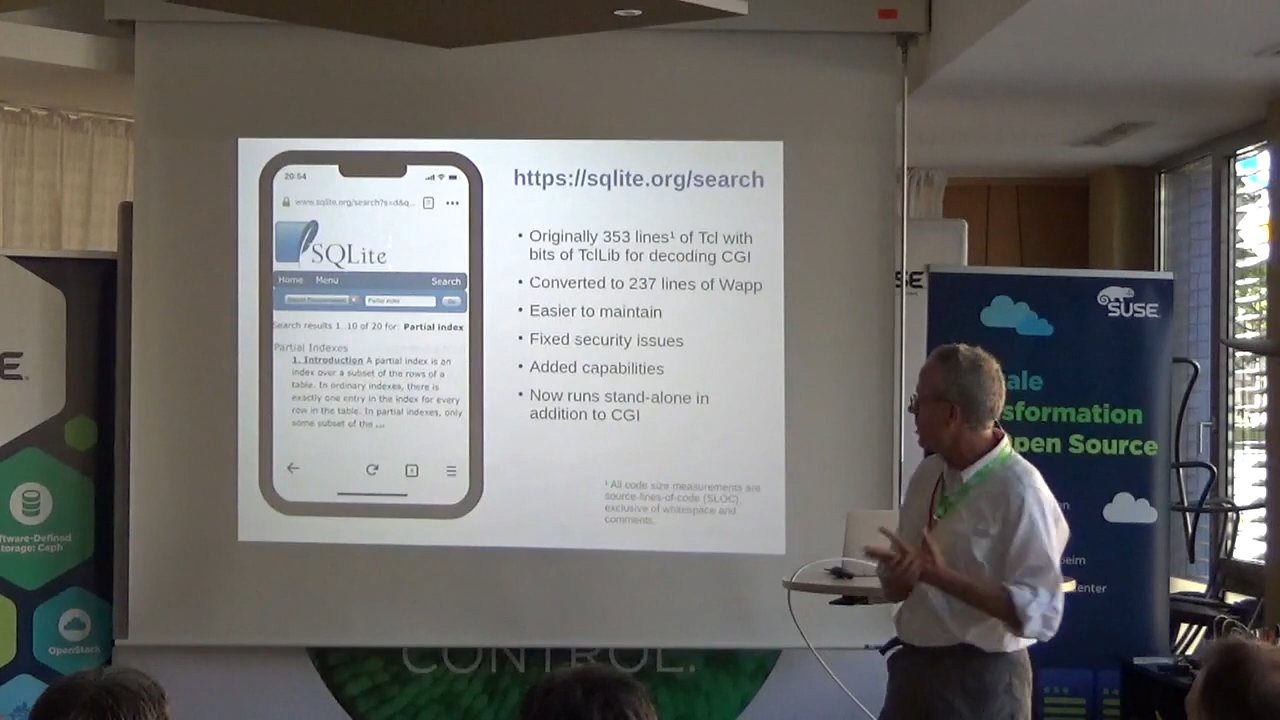 https://sqlite.org/search
• Originally 353 lines¹ of Tcl with
bits of TclLib for decoding CGI
• Converted to 237 lines of Wapp
• Easier to maintain
• Fixed security issues
• Added capabilities
• Now runs stand-alone in
addition to CGI
¹ All code size measurements are
source-lines-of-code (SLOC),
exclusive of whitespace and
comments.
20:54
www.sqlite.org/search?s=d&q...
SQLite
Home Menu Search
Search results 1..10 of 20 for: Partial index
Partial Indexes
1. Introduction A partial index is an
index over a subset of the rows of a
table. In ordinary indexes, there is
exactly one entry in the index for every
row in the table. In partial indexes, only
some subset of the ...
SUSE
ale
sformation
pen Source
eim
enter
SE
E
ftware-Defined
torage: Ceph
OpenStack
CONTROL.